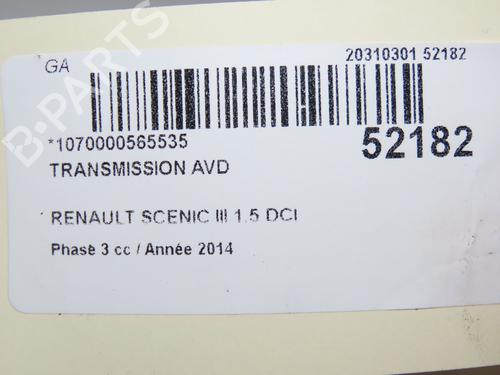 GA
20310301 52182
*1070000565535
52182
TRANSMISSION AVD
RENAULT SCENIC III 1.5 DCI
Phase 3 cc / Année 2014
B-PARTS